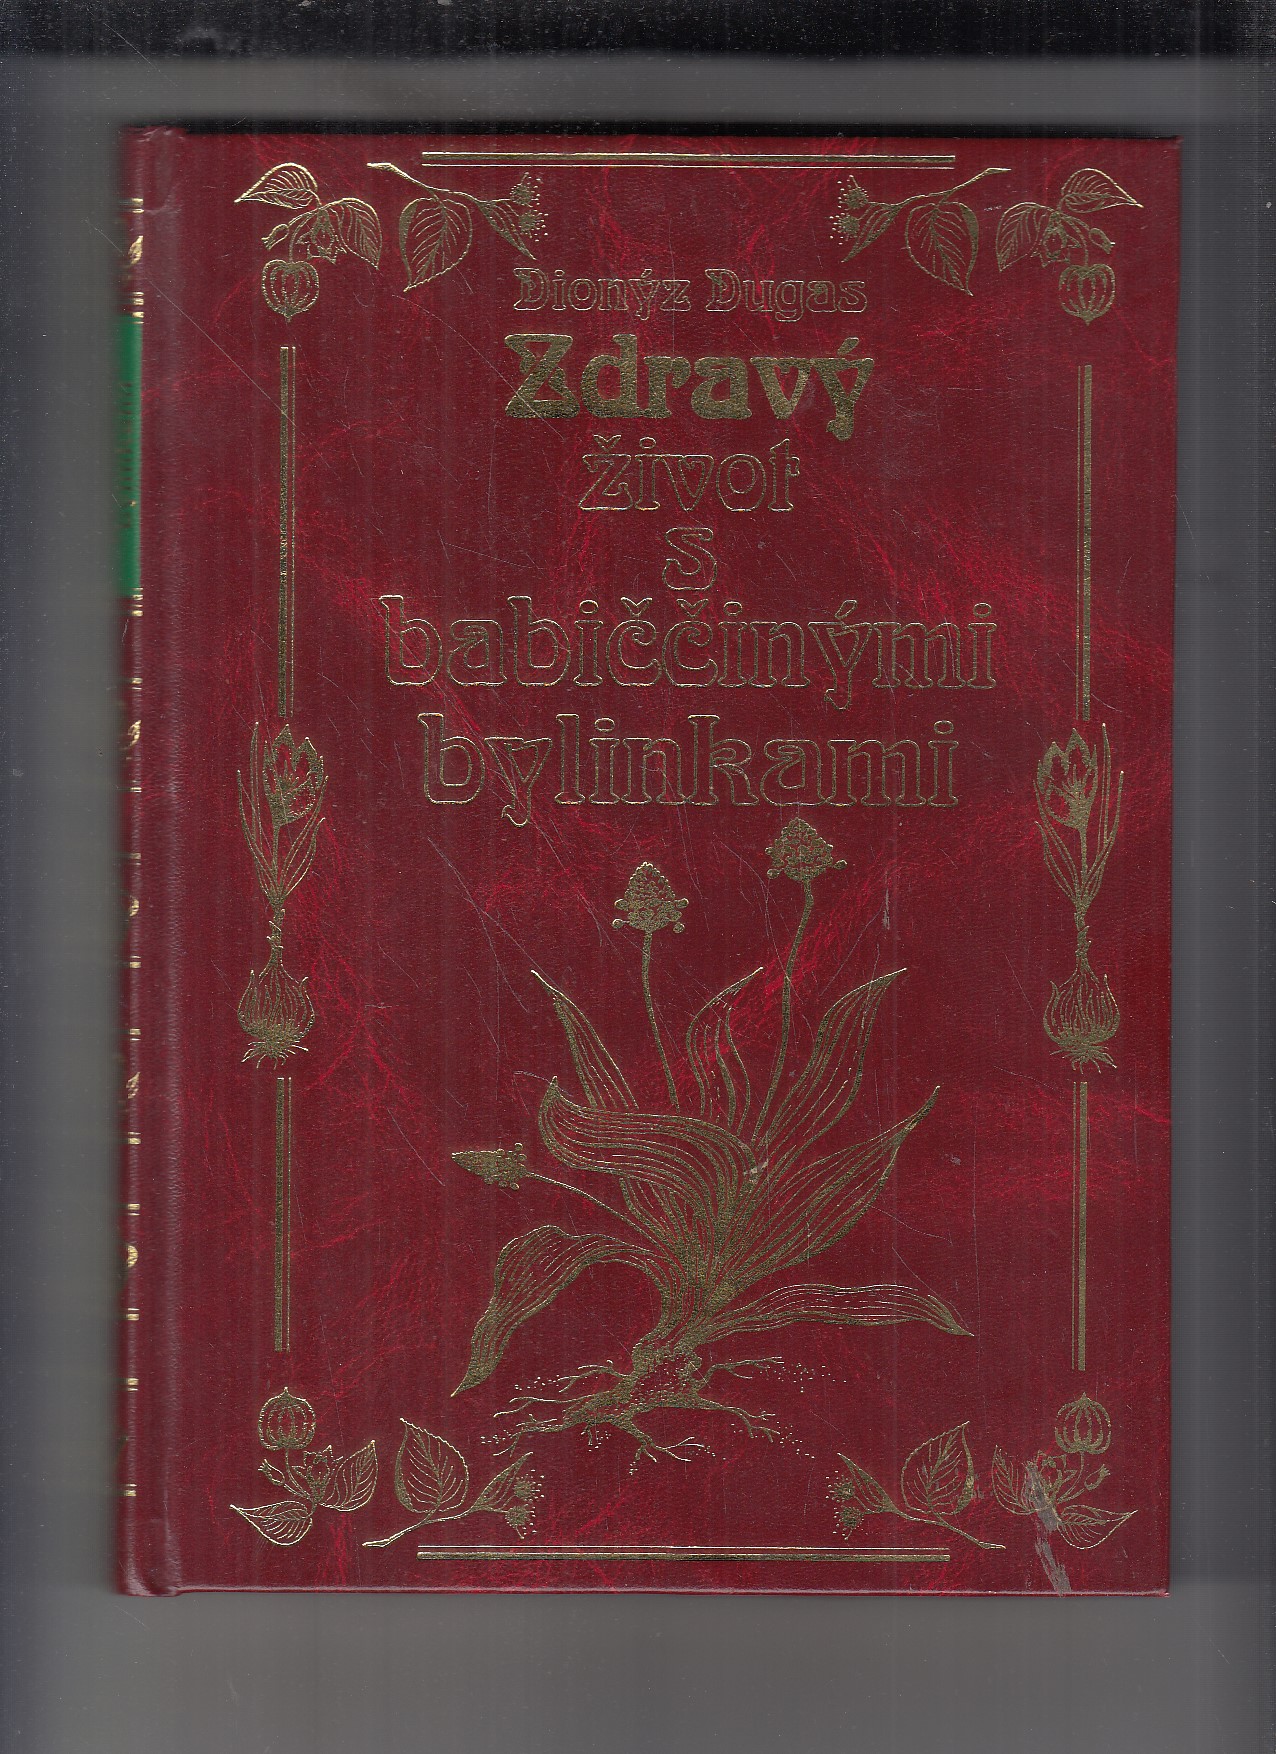 Dionýz Dugas
Zdravý
život
s
babiččinými
bylinkami